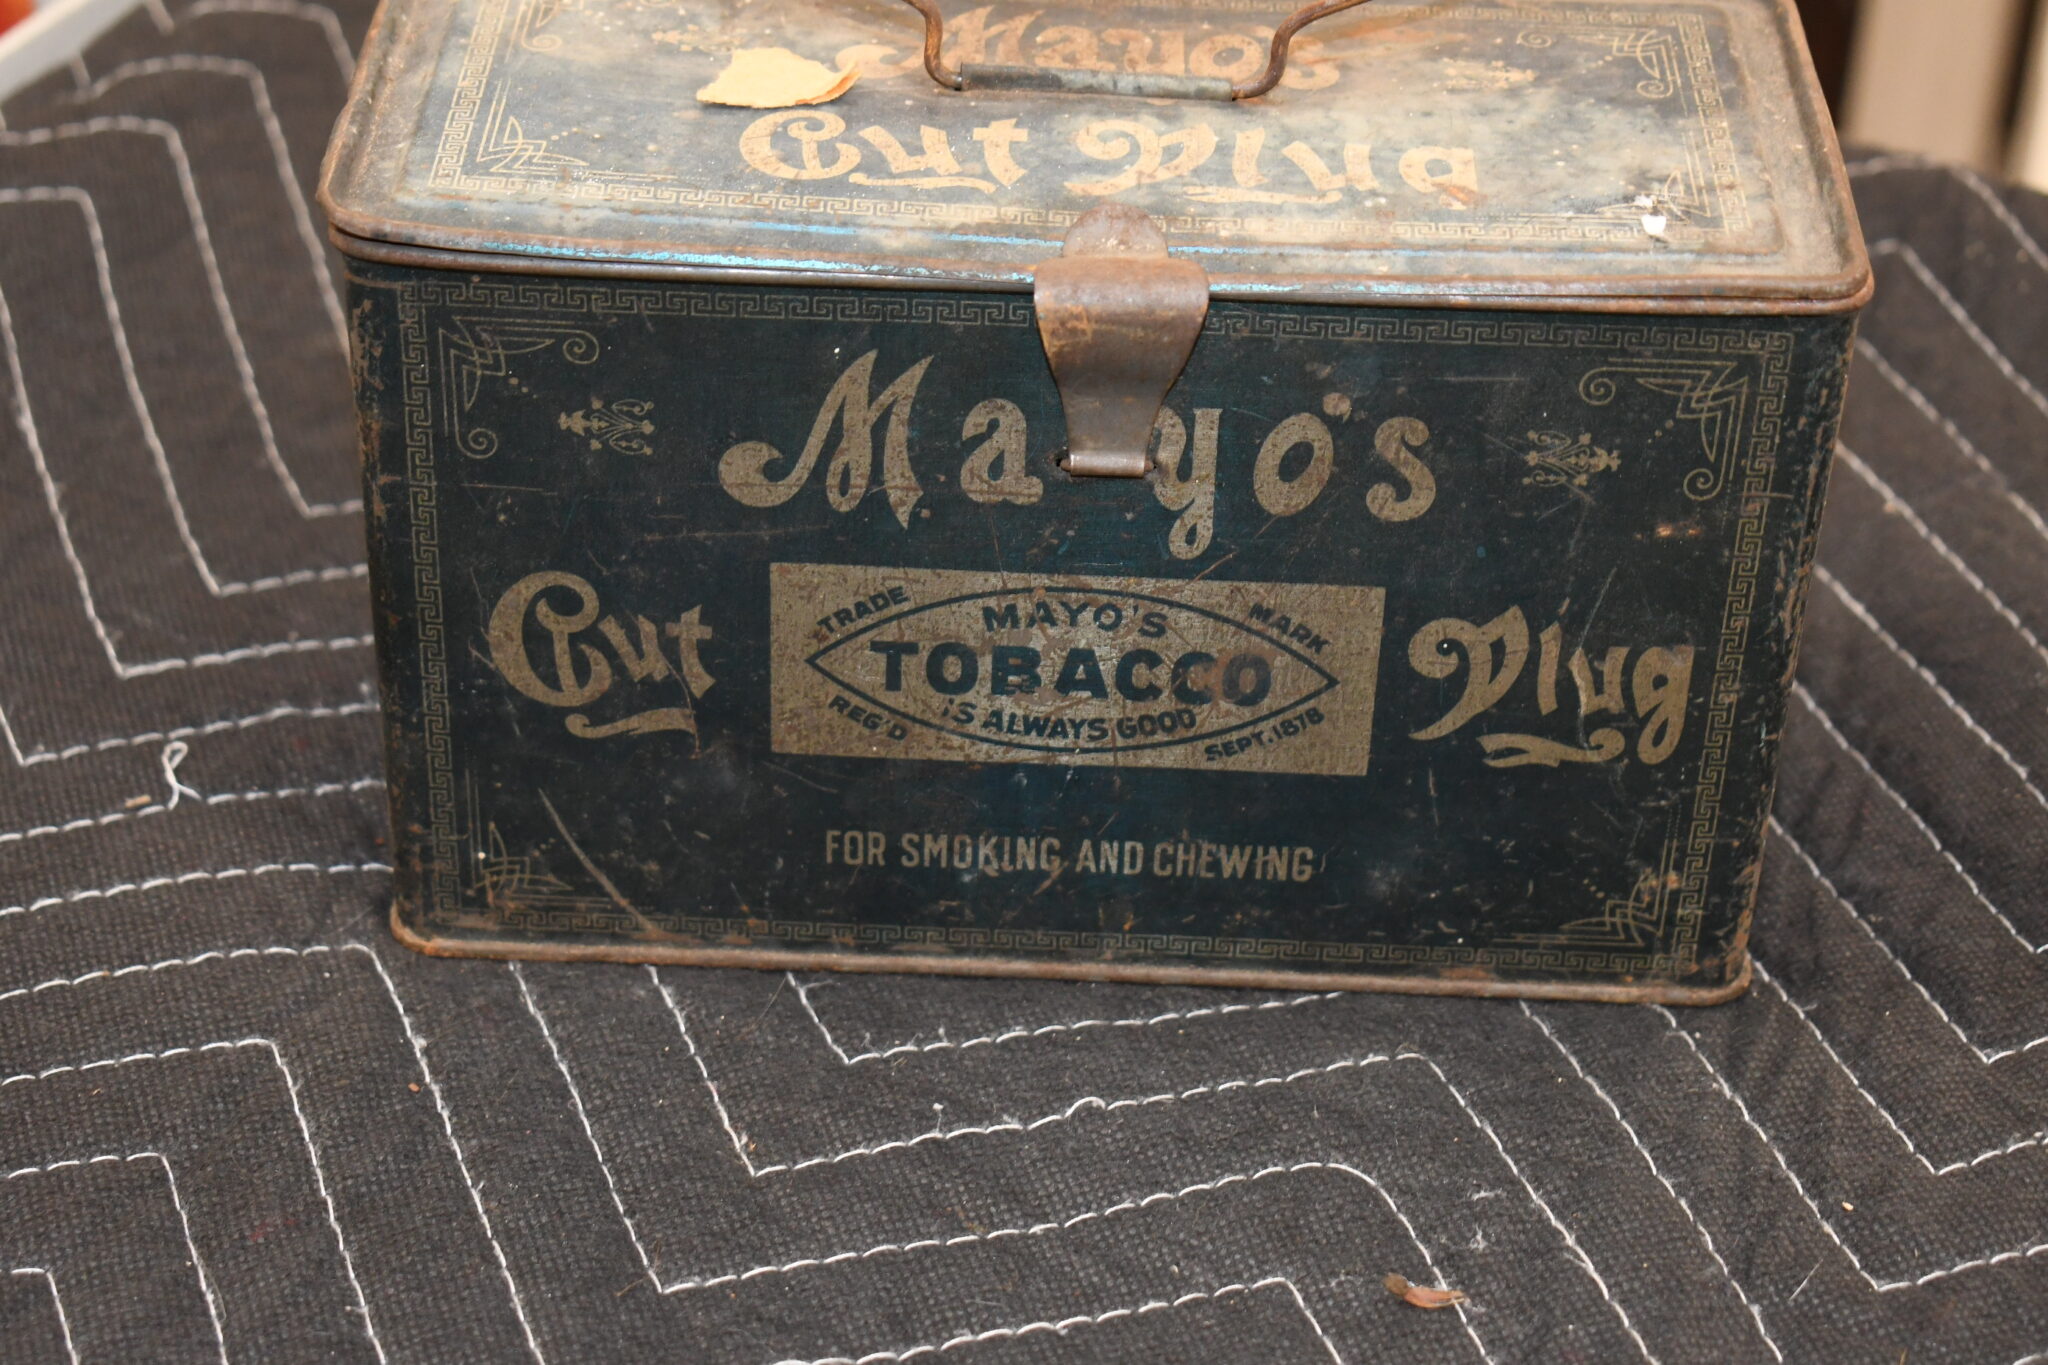 Mayo's
Cut Plug
Mayo's
Cut Plug
TRADE MARK
MAYO'S
TOBACCO
IS ALWAYS GOOD
REG'D SEPT. 1878
FOR SMOKING AND CHEWING